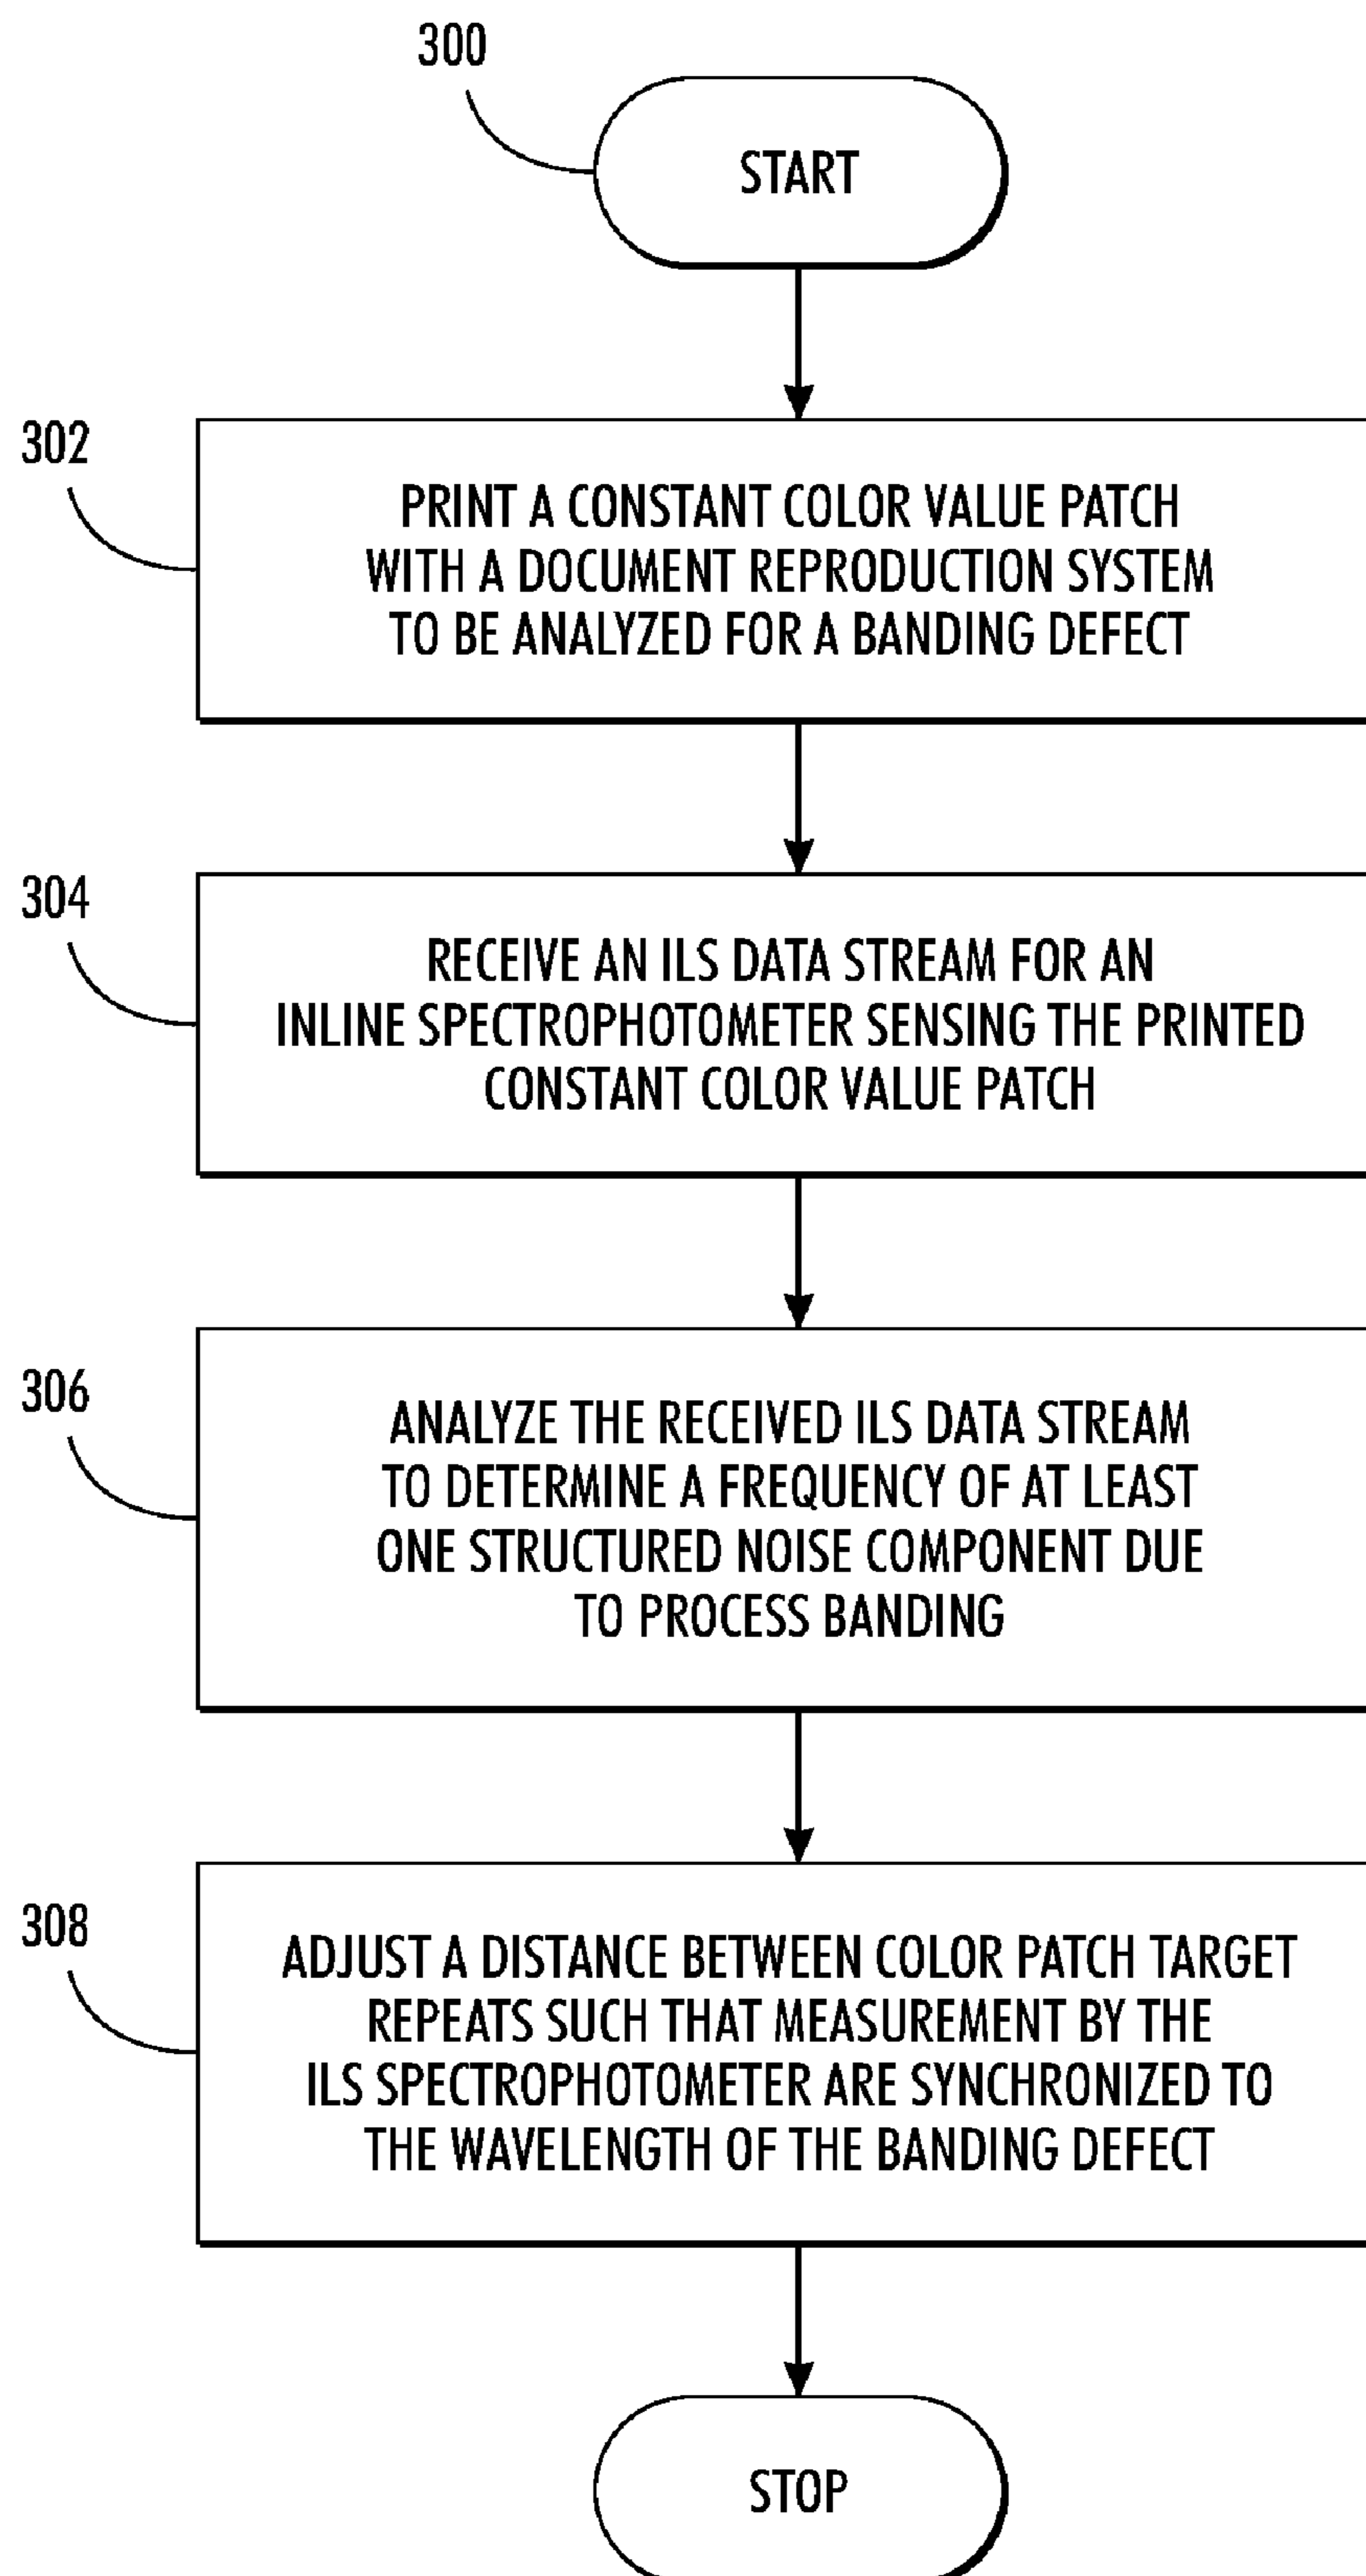 300
START
302
PRINT A CONSTANT COLOR VALUE PATCH
WITH A DOCUMENT REPRODUCTION SYSTEM
TO BE ANALYZED FOR A BANDING DEFECT
304
RECEIVE AN ILS DATA STREAM FOR AN
INLINE SPECTROPHOTOMETER SENSING THE PRINTED
CONSTANT COLOR VALUE PATCH
306
ANALYZE THE RECEIVED ILS DATA STREAM
TO DETERMINE A FREQUENCY OF AT LEAST
ONE STRUCTURED NOISE COMPONENT DUE
TO PROCESS BANDING
308
ADJUST A DISTANCE BETWEEN COLOR PATCH TARGET
REPEATS SUCH THAT MEASUREMENT BY THE
ILS SPECTROPHOTOMETER ARE SYNCHRONIZED TO
THE WAVELENGTH OF THE BANDING DEFECT
STOP